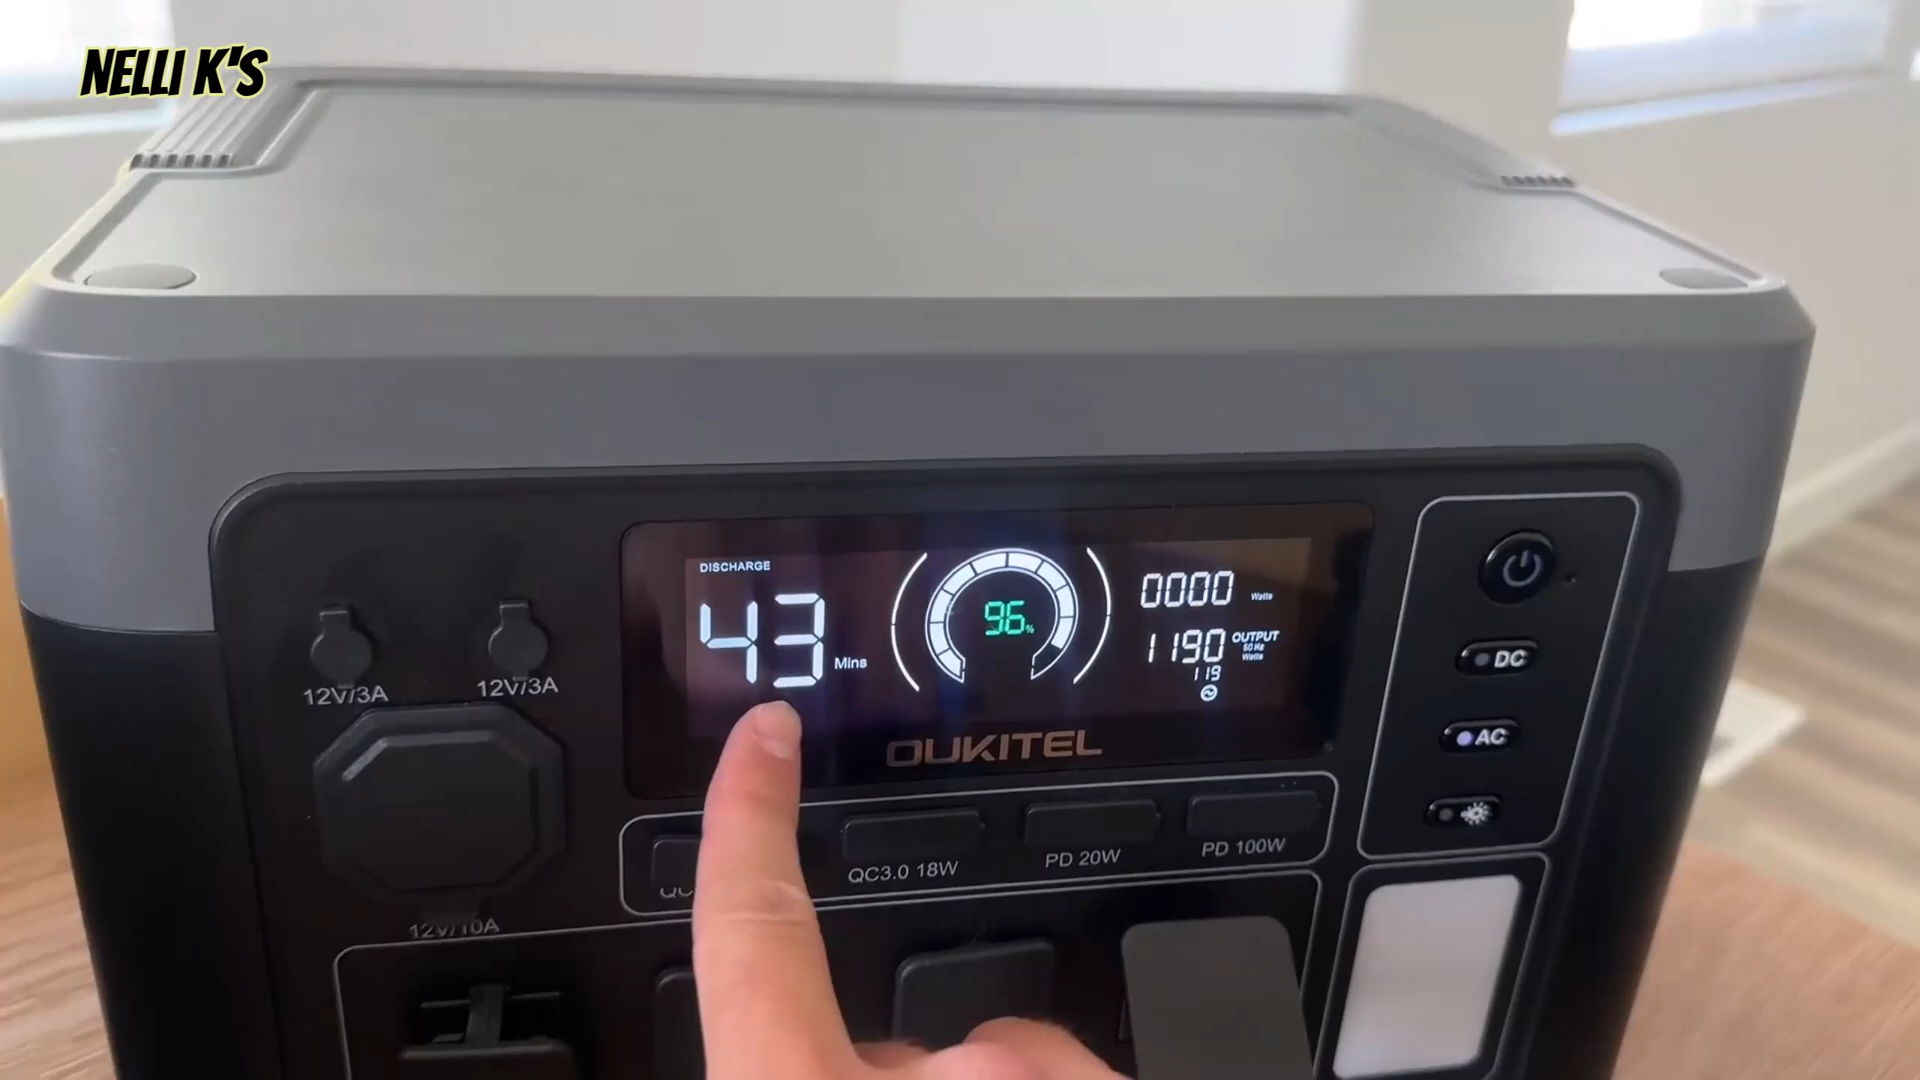 NELLI K'S
DISCHARGE
43 Mins
96%
0000 Watts
1190 OUTPUT
60 Hz
Watts
119
OUKITEL
12V/3A
12V/3A
12V/10A
QC3.0 18W
PD 20W
PD 100W
DC
AC